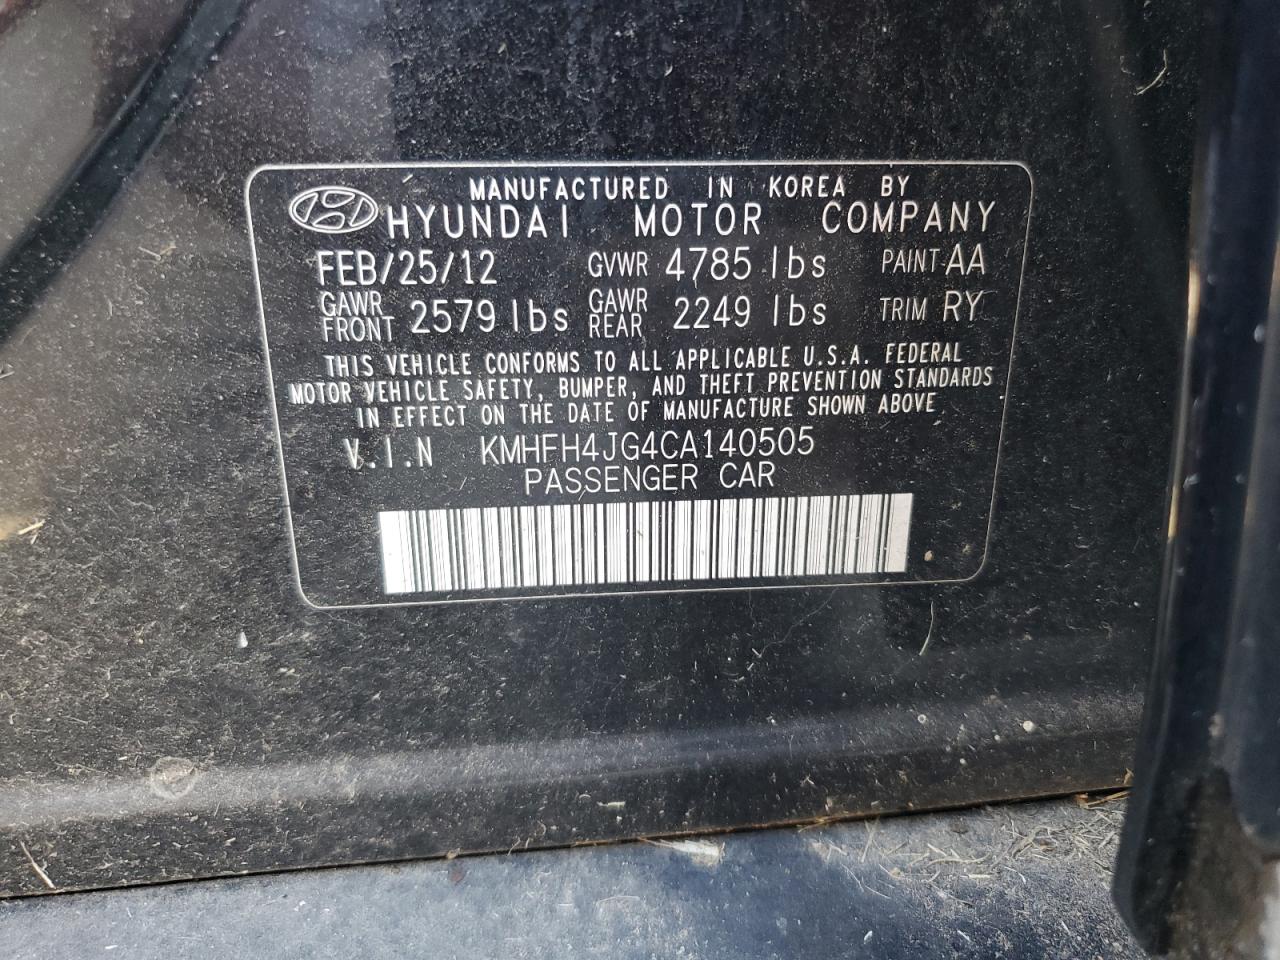 MANUFACTURED IN KOREA BY
HYUNDAI MOTOR COMPANY
FEB/25/12 GVWR 4785 lbs PAINT AA
GAWR FRONT 2579 lbs GAWR REAR 2249 lbs TRIM RY
THIS VEHICLE CONFORMS TO ALL APPLICABLE U.S.A. FEDERAL
MOTOR VEHICLE SAFETY, BUMPER, AND THEFT PREVENTION STANDARDS
IN EFFECT ON THE DATE OF MANUFACTURE SHOWN ABOVE
V.I.N KMHFH4JG4CA140505
PASSENGER CAR